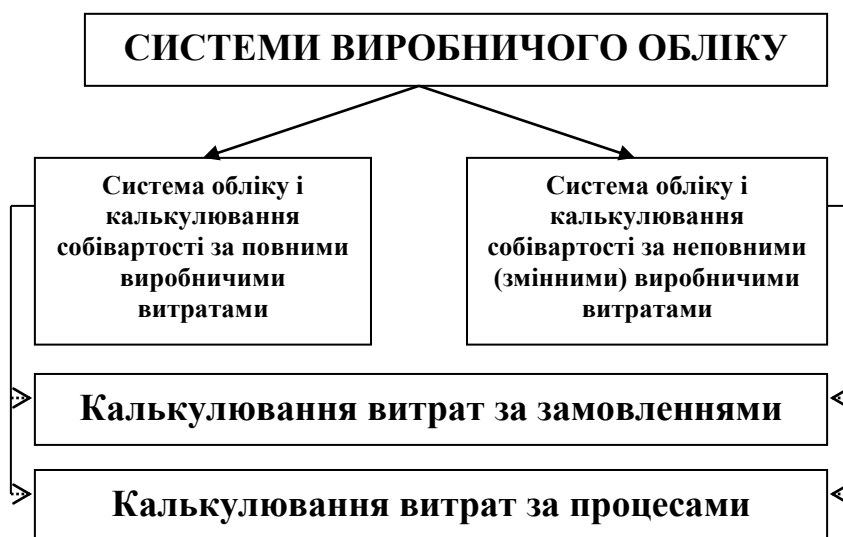 СИСТЕМИ ВИРОБНИЧОГО ОБЛІКУ
Система обліку і
калькулювання
собівартості за повними
виробничими
витратами
Система обліку і
калькулювання
собівартості за неповними
(змінними) виробничими
витратами
Калькулювання витрат за замовленнями
Калькулювання витрат за процесами